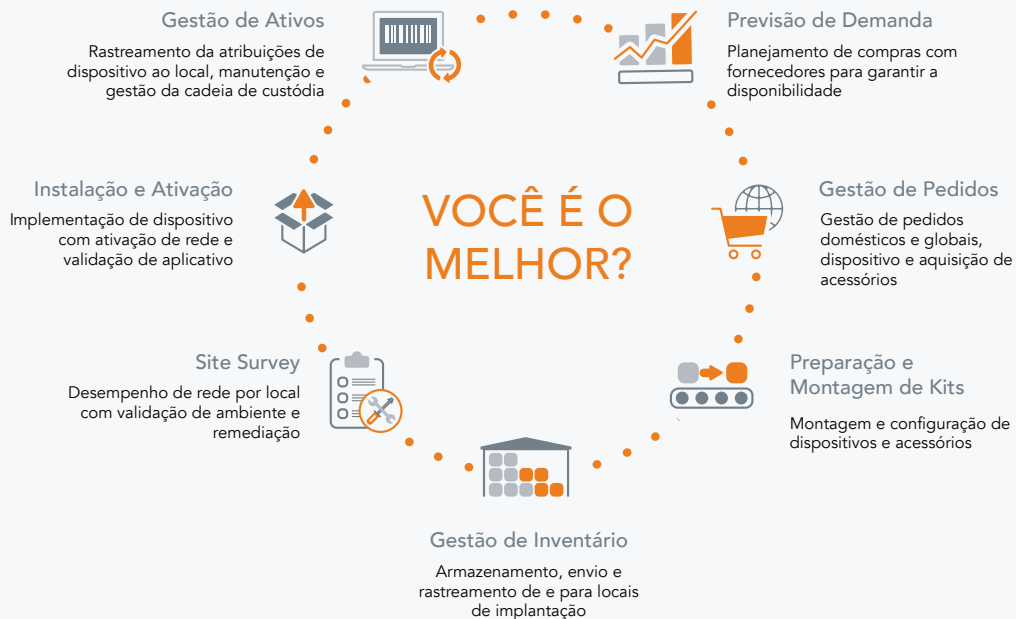 Gestão de Ativos
Rastreamento da atribuições de
dispositivo ao local, manutenção e
gestão da cadeia de custódia
Previsão de Demanda
Planejamento de compras com
fornecedores para garantir a
disponibilidade
Instalação e Ativação
Implementação de dispositivo
com ativação de rede e
validação de aplicativo
VOCÊ É O
MELHOR?
Gestão de Pedidos
Gestão de pedidos
domésticos e globais,
dispositivo e aquisição de
acessórios
Site Survey
Desempenho de rede por local
com validação de ambiente e
remediação
Preparação e
Montagem de Kits
Montagem e configuração de
dispositivos e acessórios
Gestão de Inventário
Armazenamento, envio e
rastreamento de e para locais
de implantação